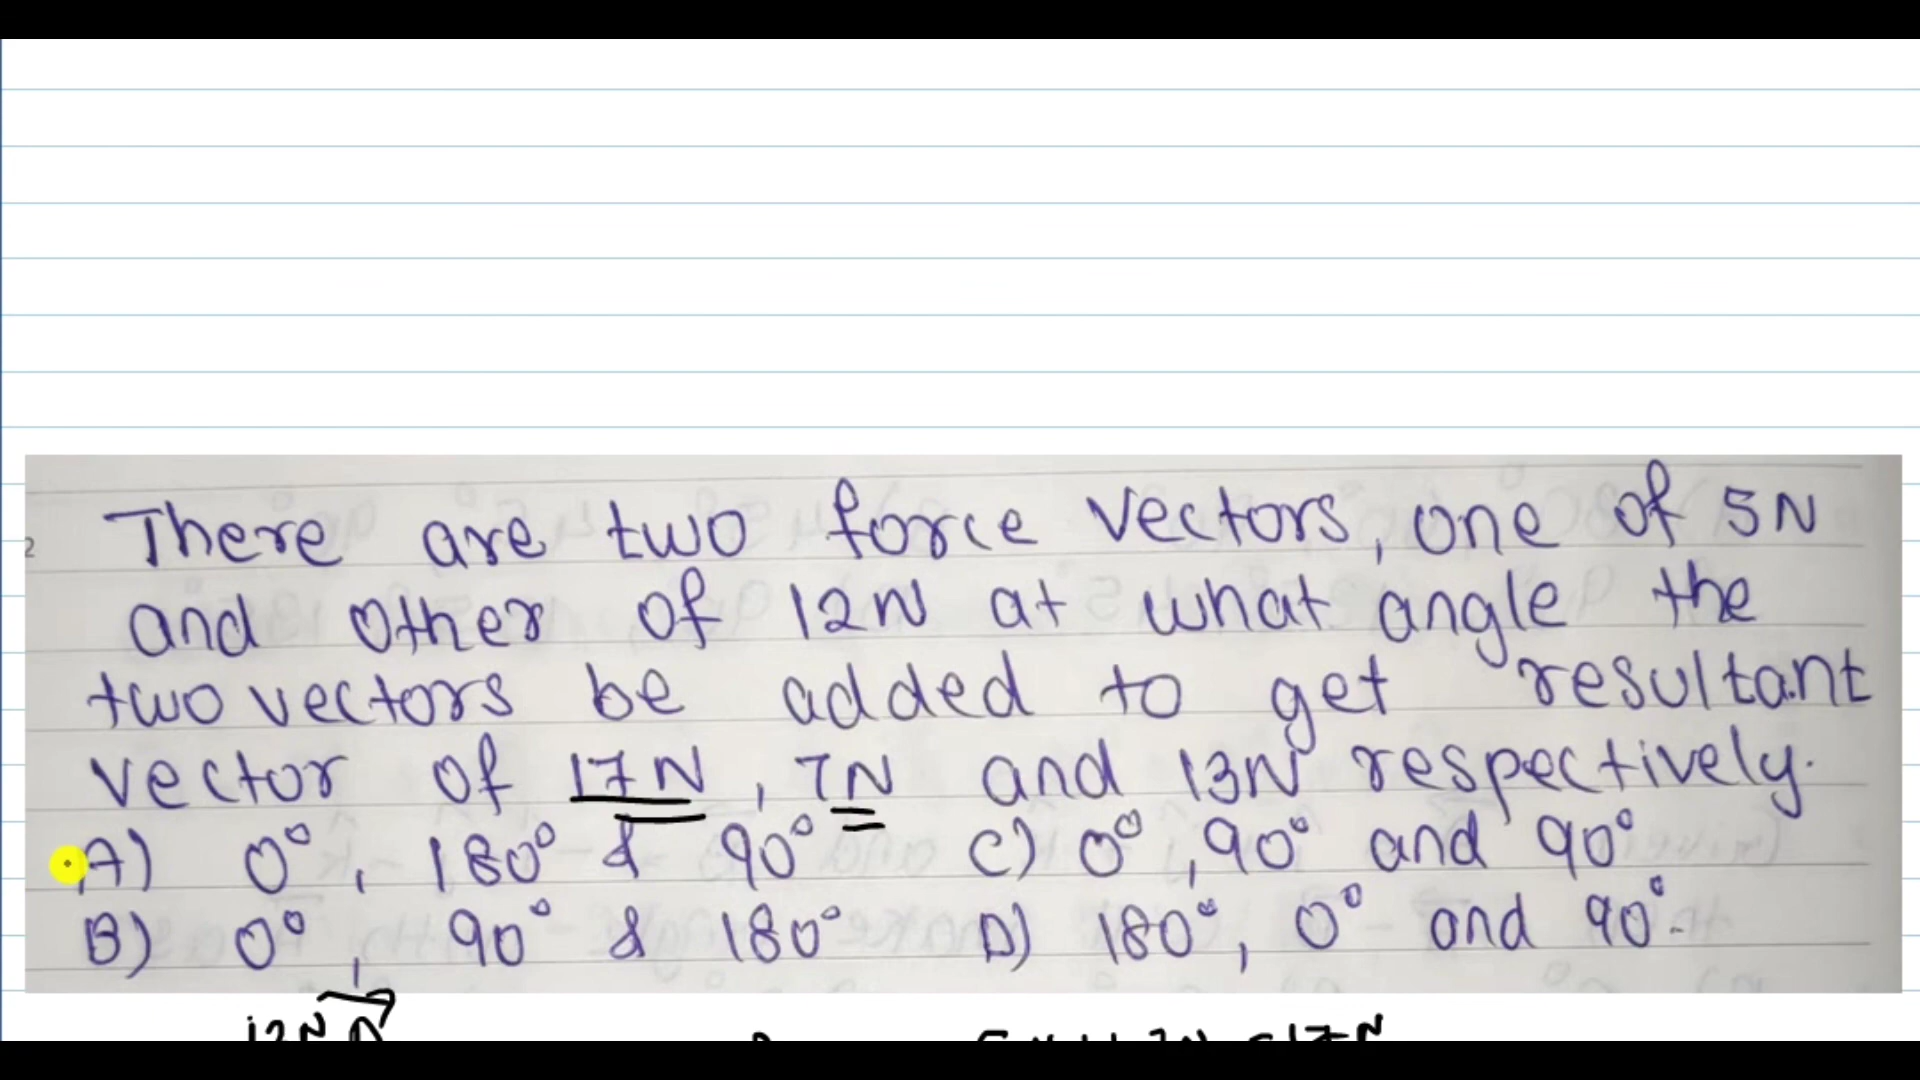 2
There are two force vectors, one of 5N
and other of 12N at what angle the
two vectors be added to get resultant
vector of 17N, 7N and 13N respectively.
A) 0°, 180° & 90° C) 0°, 90° and 90°
B) 0°, 90° & 180° D) 180°, 0° and 90°.
12N